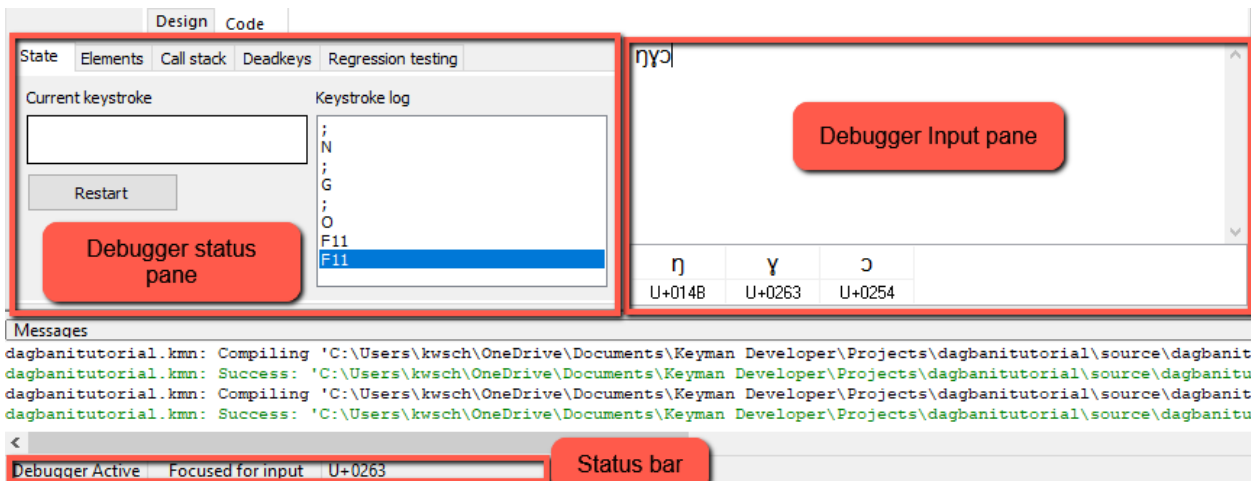 Design Code
State Elements Call stack Deadkeys Regression testing
Current keystroke
Keystroke log
;
N
;
G
;
O
F11
F11
Restart
Debugger status
pane
ŋɣɔ
Debugger Input pane
ŋ ɣ ɔ
U+014B U+0263 U+0254
Messages
dagbanitutorial.kmn: Compiling 'C:\Users\kwsch\OneDrive\Documents\Keyman Developer\Projects\dagbanitutorial\source\dagbanit
dagbanitutorial.kmn: Success: 'C:\Users\kwsch\OneDrive\Documents\Keyman Developer\Projects\dagbanitutorial\source\dagbanitu
dagbanitutorial.kmn: Compiling 'C:\Users\kwsch\OneDrive\Documents\Keyman Developer\Projects\dagbanitutorial\source\dagbanit
dagbanitutorial.kmn: Success: 'C:\Users\kwsch\OneDrive\Documents\Keyman Developer\Projects\dagbanitutorial\source\dagbanitu
Debugger Active Focused for input U+0263
Status bar